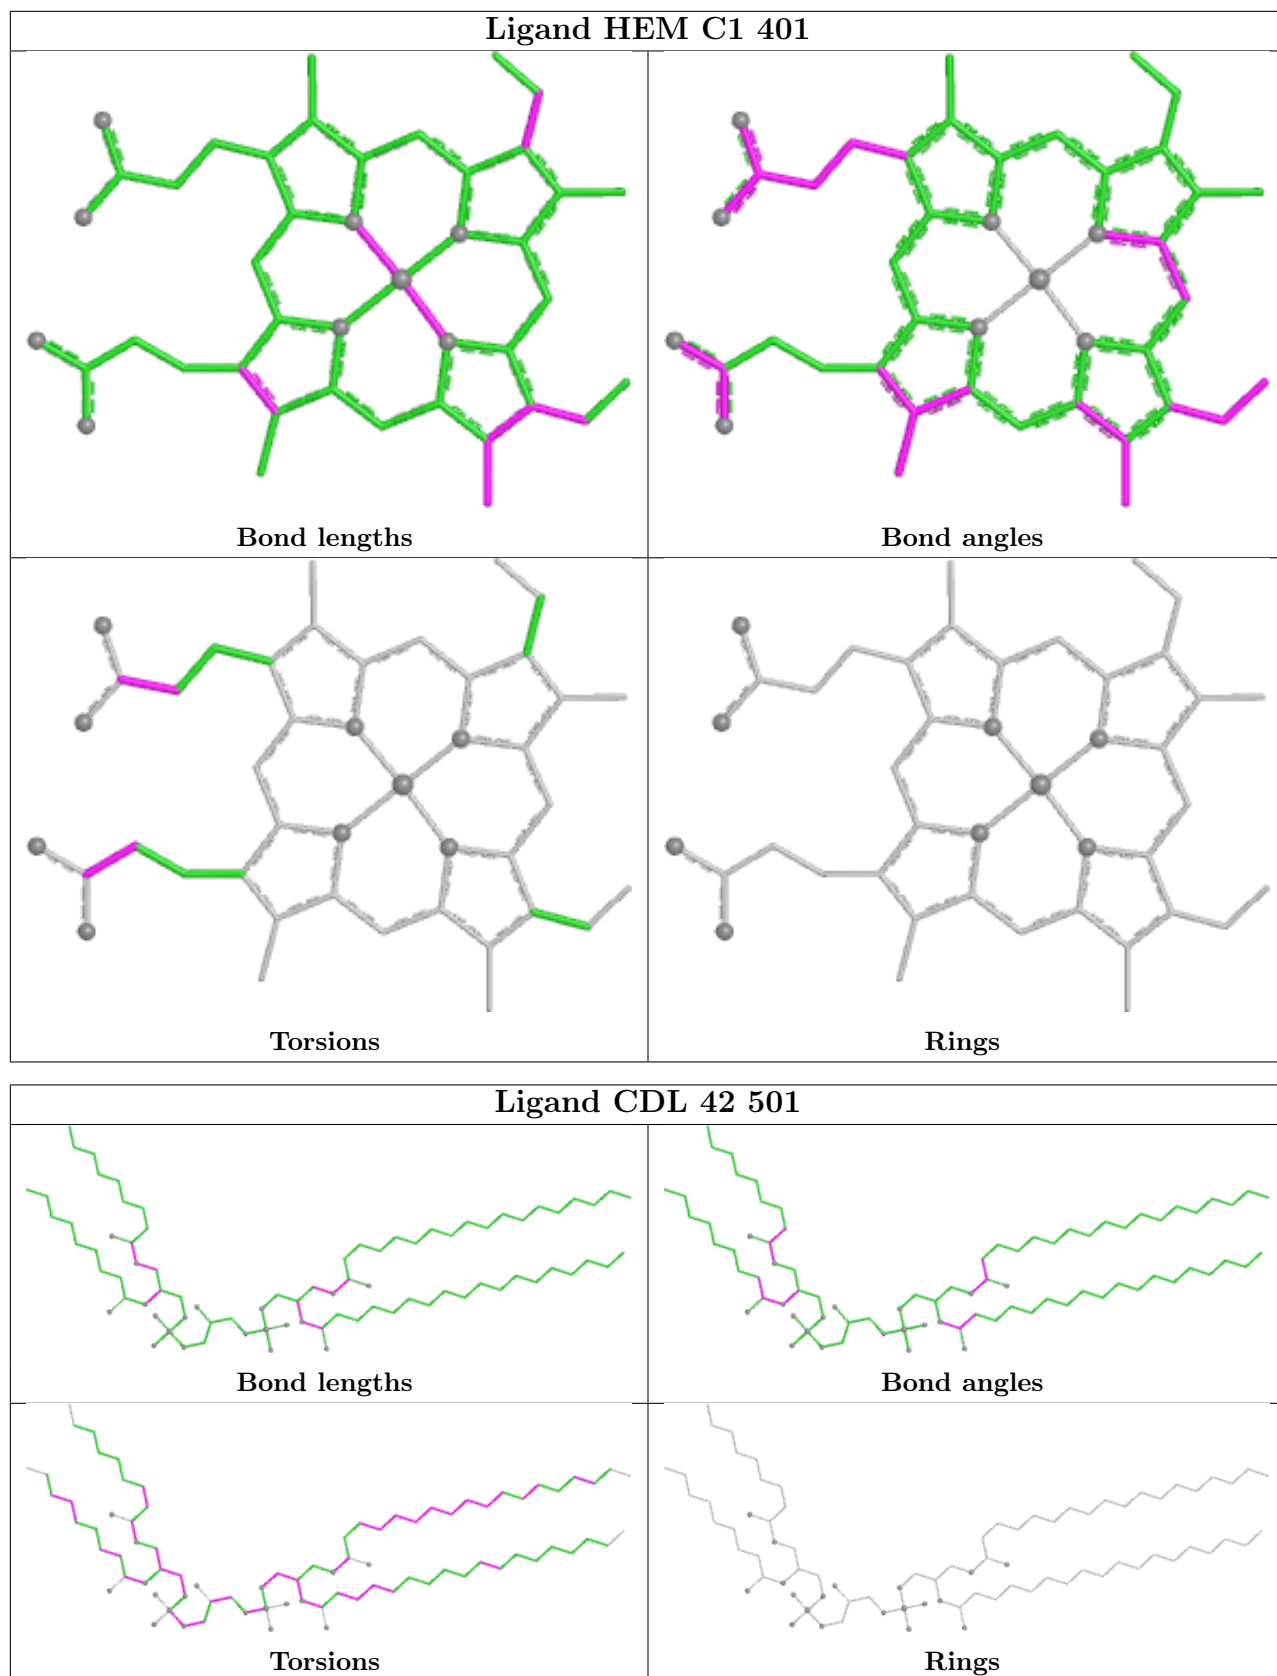 Ligand HEM C1 401
Bond lengths
Bond angles
Torsions
Rings
Ligand CDL 42 501
Bond lengths
Bond angles
Torsions
Rings